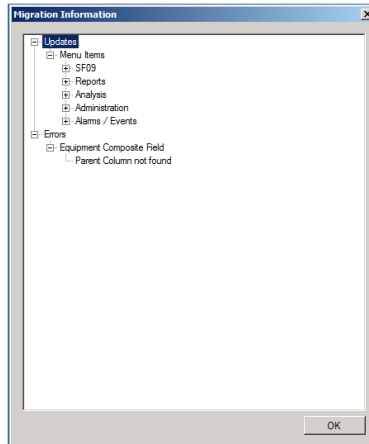 Migration Information
Updates
Menu Items
SF09
Reports
Analysis
Administration
Alarms / Events
Errors
Equipment Composite Field
Parent Column not found
OK